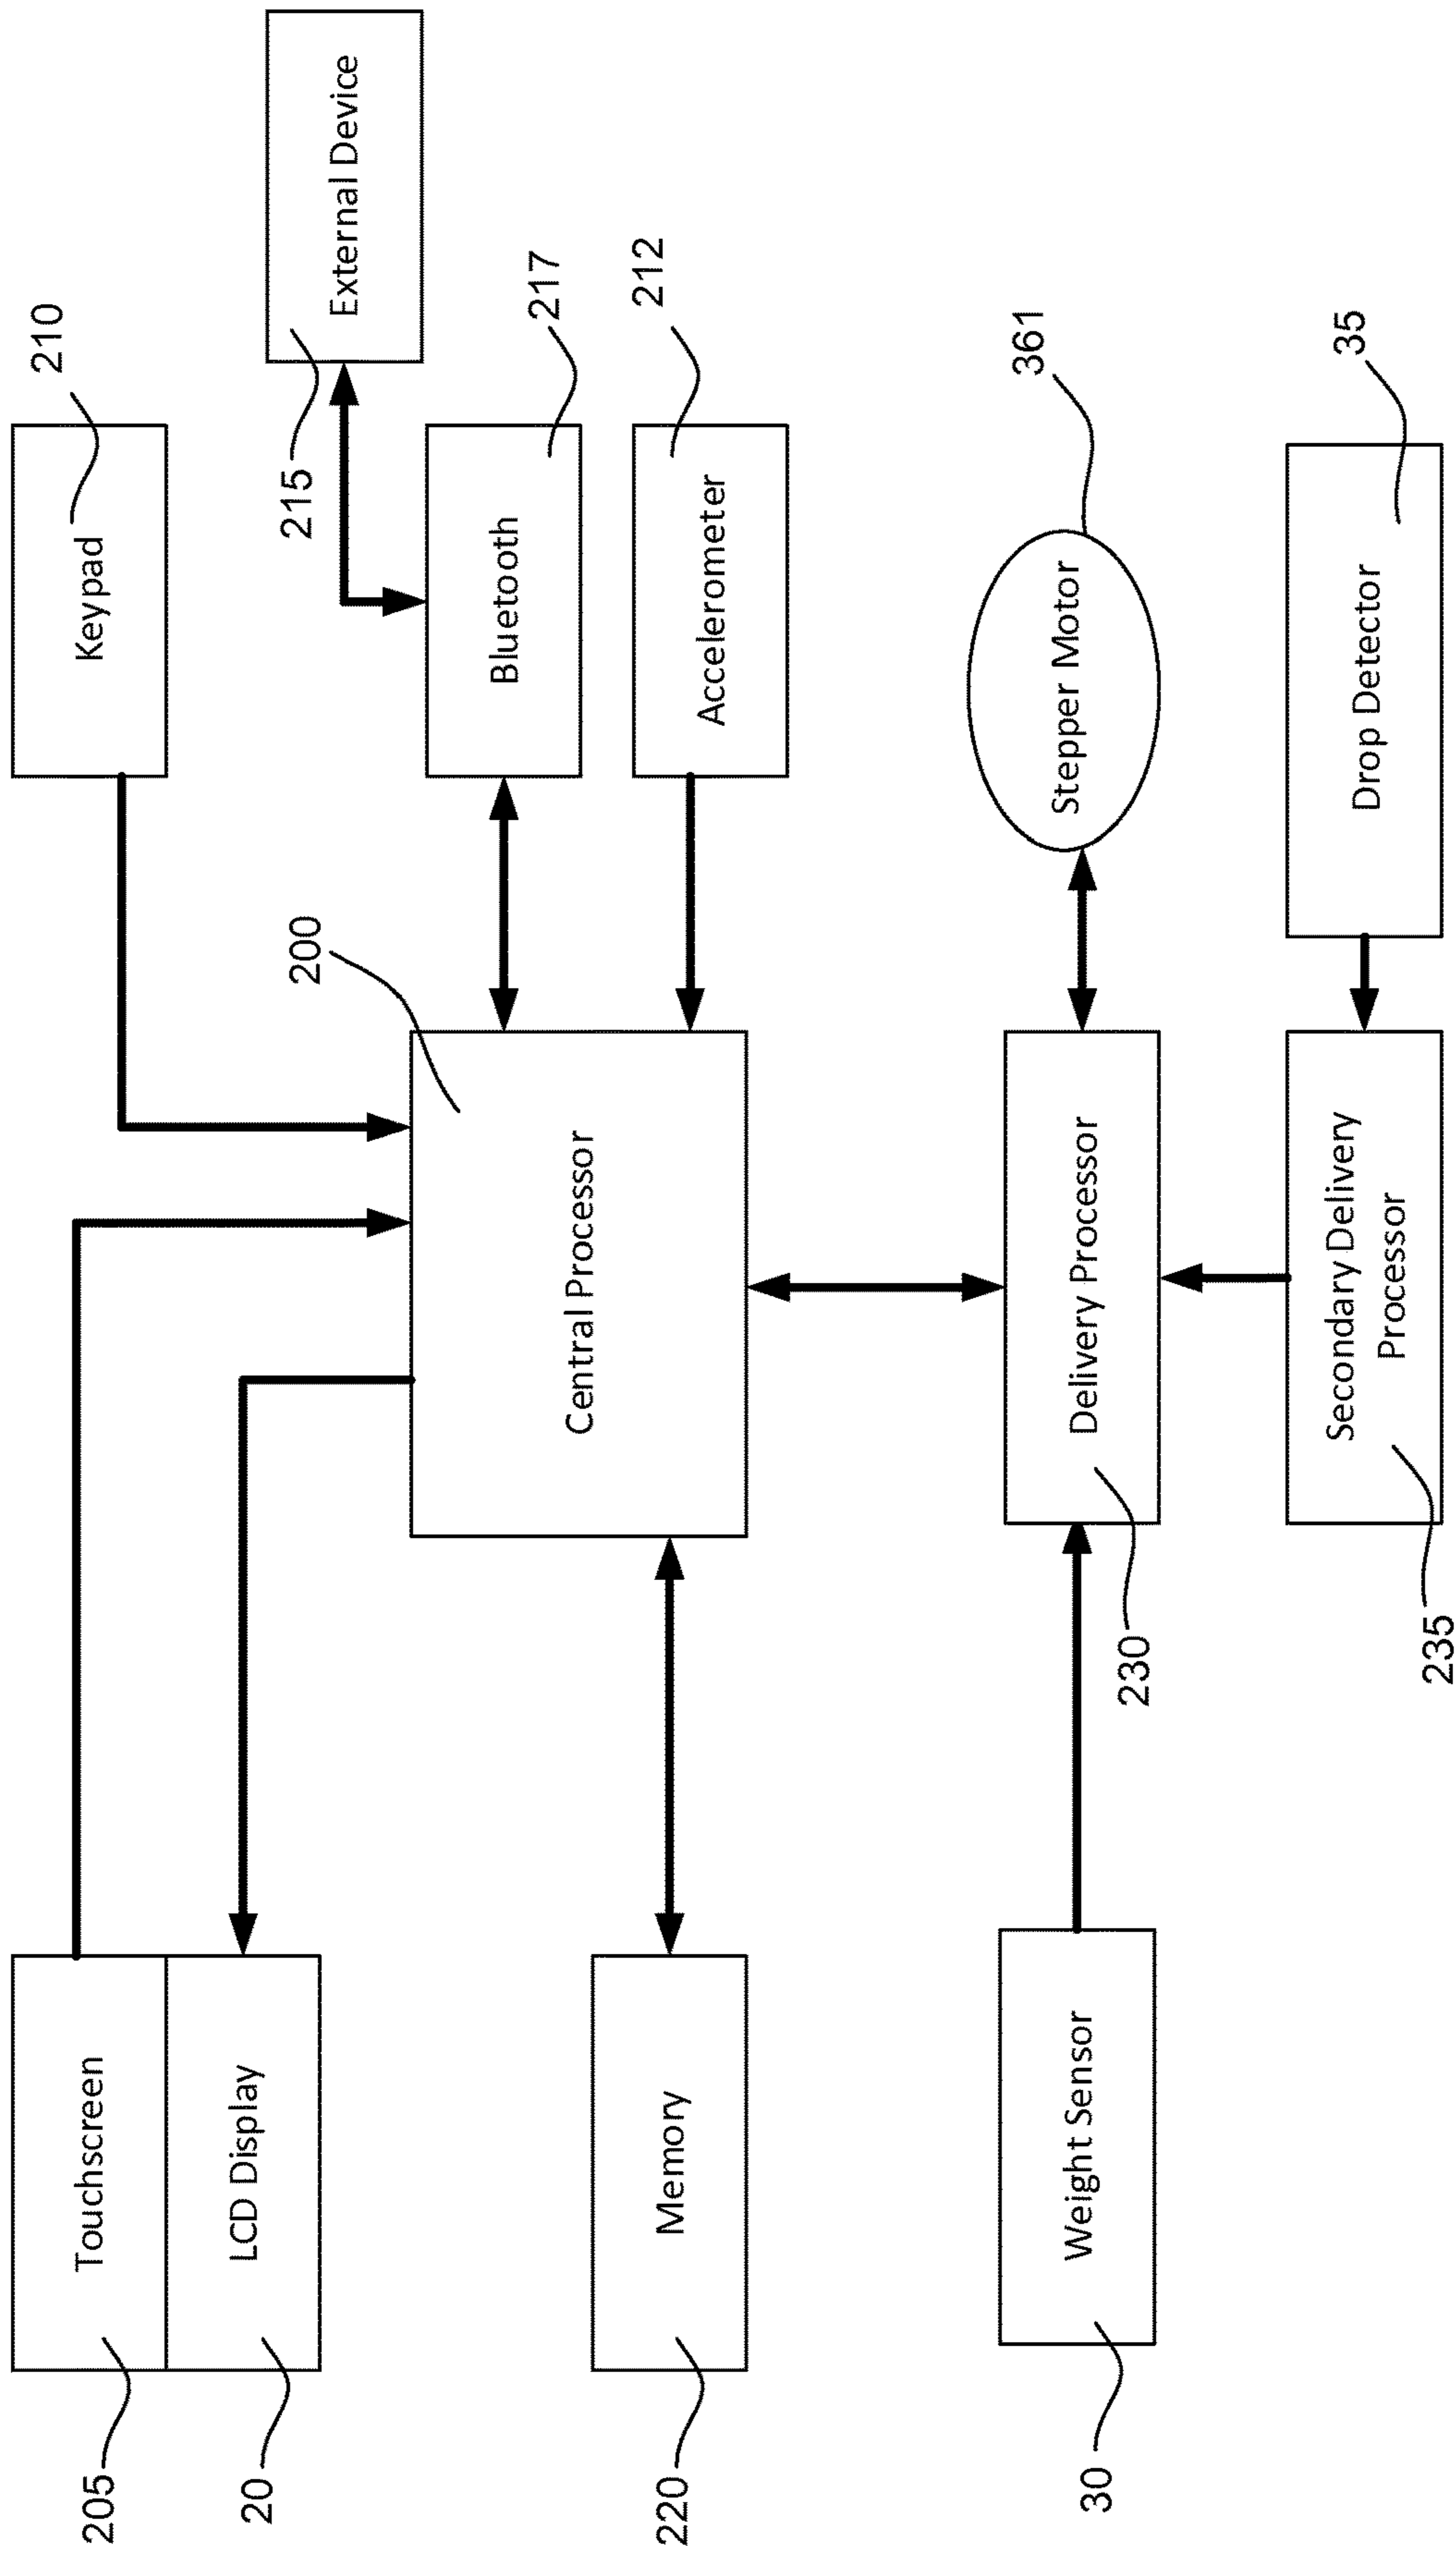 205
Touchscreen
20
LCD Display
Keypad
210
External Device
215
200
Central Processor
Bluetooth
217
Accelerometer
212
220
Memory
30
Weight Sensor
Delivery Processor
230
Stepper Motor
361
Secondary Delivery
Processor
235
Drop Detector
35